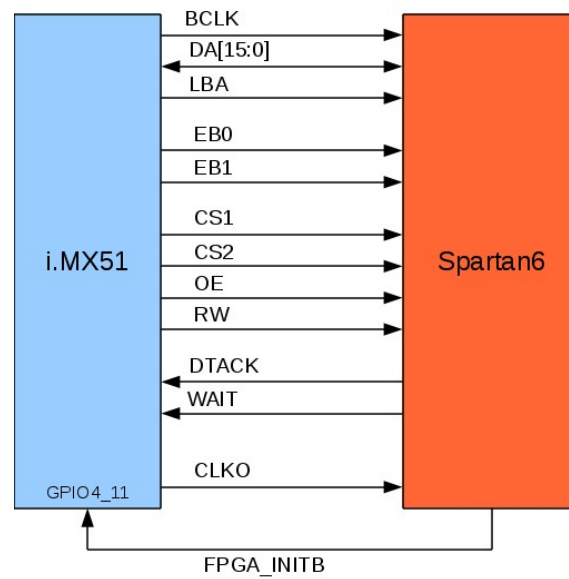 BCLK
DA[15:0]
LBA
EB0
EB1
CS1
i.MX51
CS2
Spartan6
OE
RW
DTACK
WAIT
CLKO
GPIO4_11
FPGA_INITB